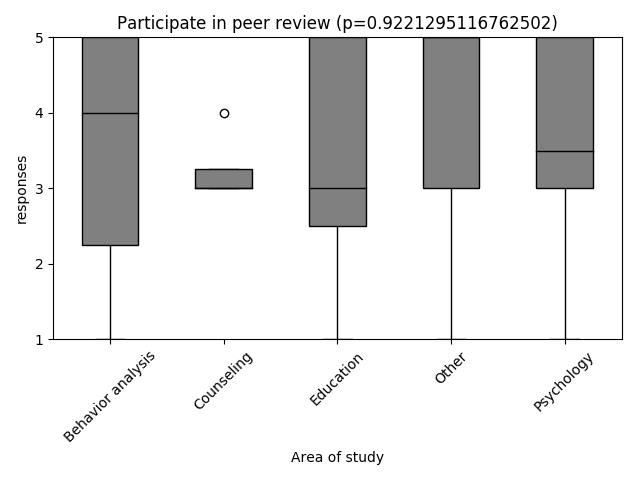 Participate in peer review (p=0.9221295116762502)
5
4
3
2
1
responses
Behavior analysis
Counseling
Education
Other
Psychology
Area of study